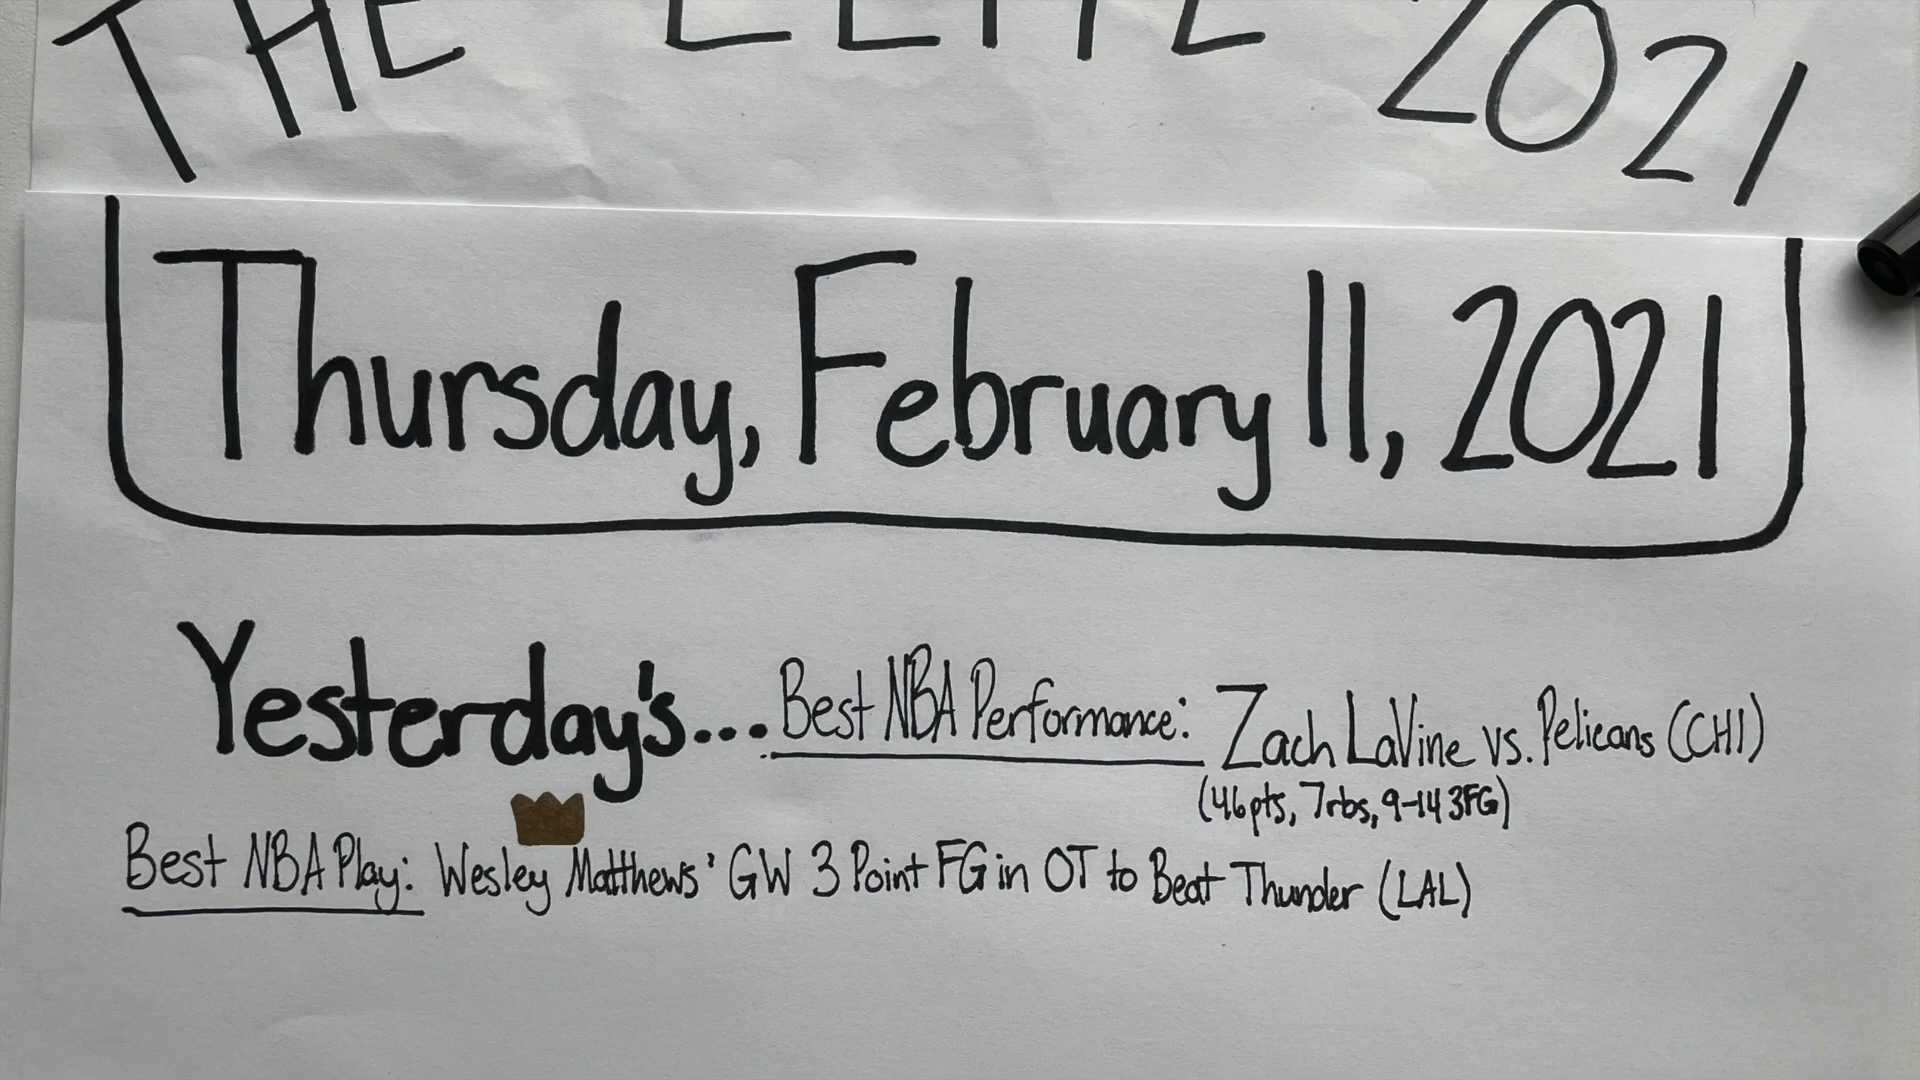 THE ELITE 2021
Thursday, February 11, 2021
Yesterday's... Best NBA Performance: Zach LaVine vs. Pelicans (CHI)
(46pts, 7rbs, 9-14 3FG)
Best NBA Play: Wesley Matthews' GW 3 Point FG in OT to Beat Thunder (LAL)